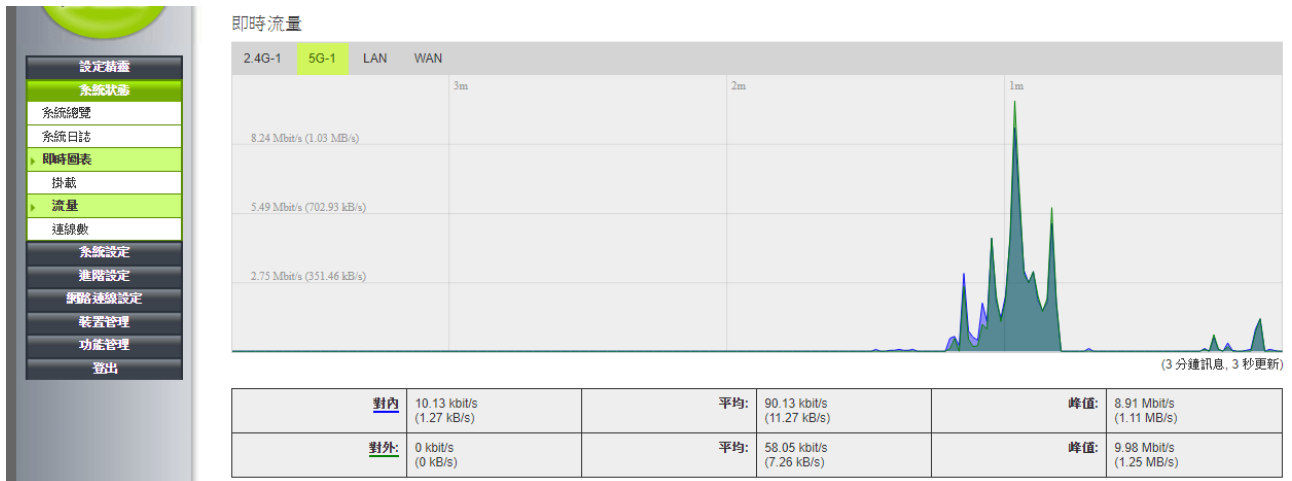 即時流量
2.4G-1 5G-1 LAN WAN
設定精靈
系統狀態
系統總覽
系統日誌
即時圖表
掛載
流量
連線數
系統設定
進階設定
網路連線設定
裝置管理
功能管理
登出
3m 2m 1m
8.24 Mbit/s (1.03 MB/s)
5.49 Mbit/s (702.93 kB/s)
2.75 Mbit/s (351.46 kB/s)
(3 分鐘訊息, 3 秒更新)
對內 10.13 kbit/s 平均: 90.13 kbit/s 峰值: 8.91 Mbit/s
(1.27 kB/s) (11.27 kB/s) (1.11 MB/s)
對外: 0 kbit/s 平均: 58.05 kbit/s 峰值: 9.98 Mbit/s
(0 kB/s) (7.26 kB/s) (1.25 MB/s)